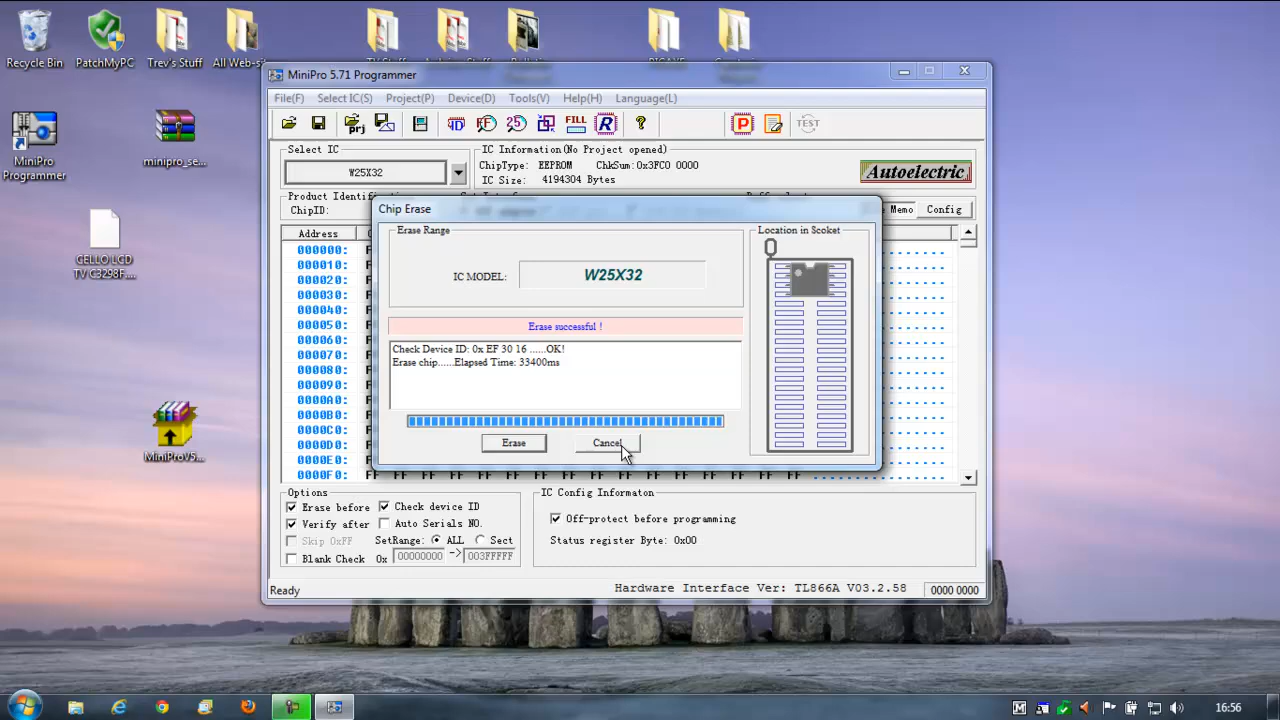 Recycle Bin
PatchMyPC
Trev's Stuff
MiniPro 5.71 Programmer
File(F) Select IC(S) Project(P) Device(D) Tools(V) Help(H) Language(L)
prj
FILL
R
P
TEST
Select IC
W25X32
IC Information(No Project opened)
ChipType: EEPROM ChkSum:0x3FC0 0000
IC Size: 4194304 Bytes
Autoelectric
ChipID:
Memo
Config
Address
000000:
000010:
000020:
000030:
000040:
000050:
000060:
000070:
000080:
000090:
0000A0:
0000B0:
0000C0:
0000D0:
0000E0:
0000F0:
Chip Erase
Erase Range
IC MODEL: W25X32
Erase successful !
Check Device ID: 0x EF 30 16 ......OK!
Erase chip......Elapsed Time: 33400ms
Erase
Cancel
Location in Scoket
Options
Erase before
Check device ID
Verify after
Auto Serials NO.
Skip 0xFF
SetRange: ALL Sect
Blank Check 0x 00000000 -> 003FFFFF
IC Config Informaton
Off-protect before programming
Status register Byte: 0x00
Ready
Hardware Interface Ver: TL866A V03.2.58
0000 0000
MiniPro
Programmer
minipro_se...
CELLO LCD
TV C3298F....
MiniProV5...
16:56